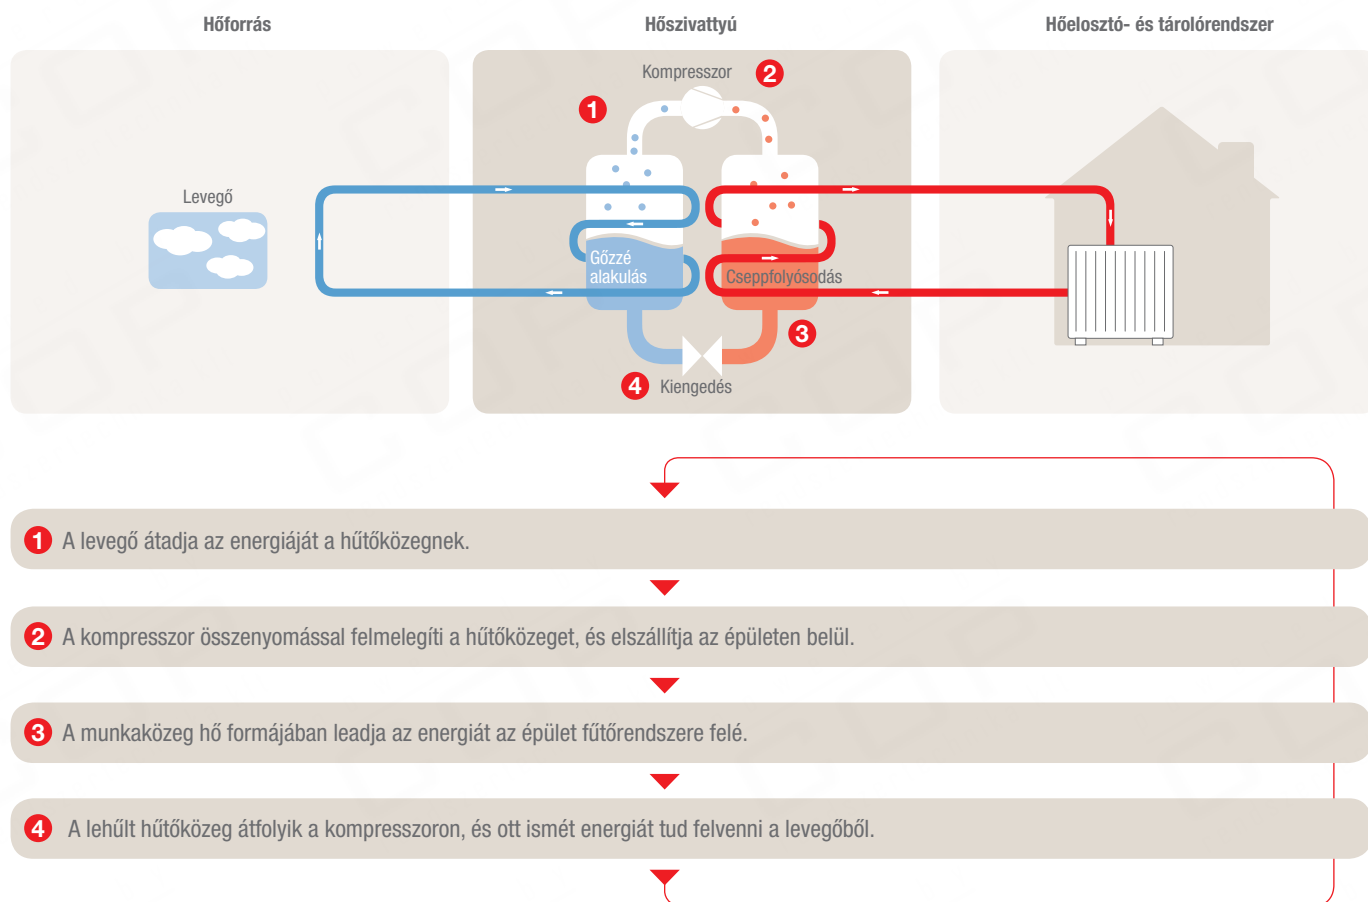 Hőforrás
Hőszivattyú
Hőelosztó- és tárolórendszer
Kompresszor
2
1
Levegő
Gőzzé
alakulás
Cseppfolyósodás
3
4
Kiengedés
1 A levegő átadja az energiáját a hűtőközegnek.
2 A kompresszor összenyomással felmelegíti a hűtőközeget, és elszállítja az épületen belül.
3 A munkaközeg hő formájában leadja az energiát az épület fűtőrendszere felé.
4 A lehűlt hűtőközeg átfolyik a kompresszoron, és ott ismét energiát tud felvenni a levegőből.